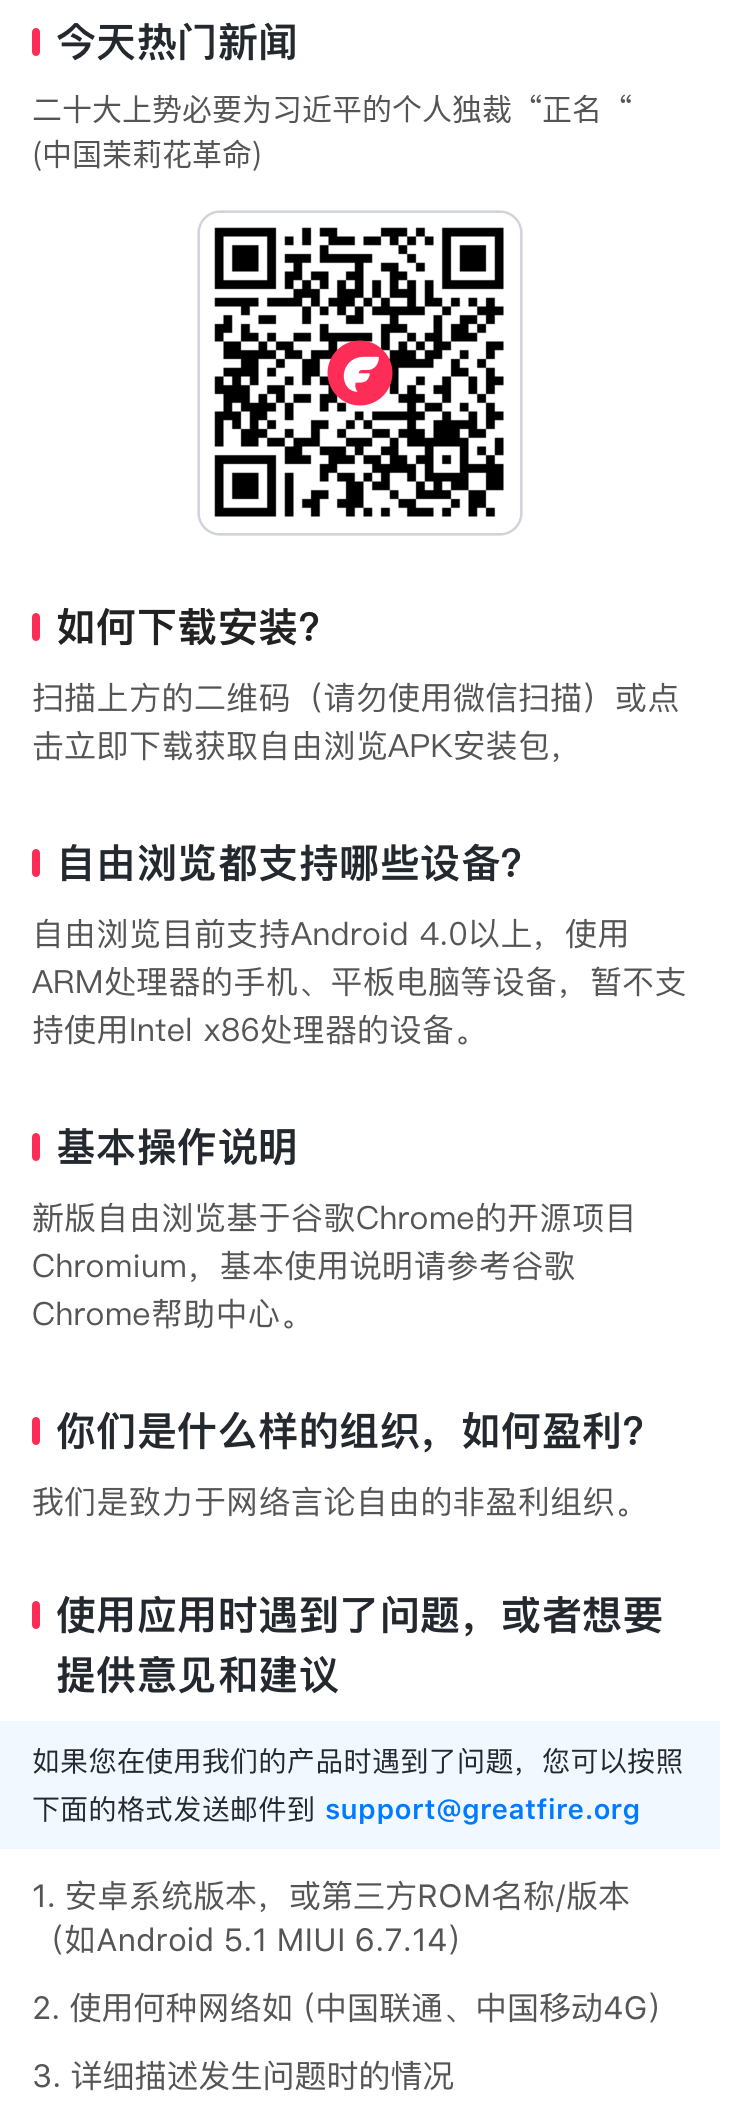 今天热门新闻
二十大上势必要为习近平的个人独裁“正名“
(中国茉莉花革命)
如何下载安装?
扫描上方的二维码（请勿使用微信扫描）或点
击立即下载获取自由浏览APK安装包，
自由浏览都支持哪些设备?
自由浏览目前支持Android 4.0以上，使用
ARM处理器的手机、平板电脑等设备，暂不支
持使用Intel x86处理器的设备。
基本操作说明
新版自由浏览基于谷歌Chrome的开源项目
Chromium，基本使用说明请参考谷歌
Chrome帮助中心。
你们是什么样的组织，如何盈利?
我们是致力于网络言论自由的非盈利组织。
使用应用时遇到了问题，或者想要
提供意见和建议
如果您在使用我们的产品时遇到了问题，您可以按照
下面的格式发送邮件到 support@greatfire.org
1. 安卓系统版本，或第三方ROM名称/版本
（如Android 5.1 MIUI 6.7.14）
2. 使用何种网络如 (中国联通、中国移动4G）
3. 详细描述发生问题时的情况